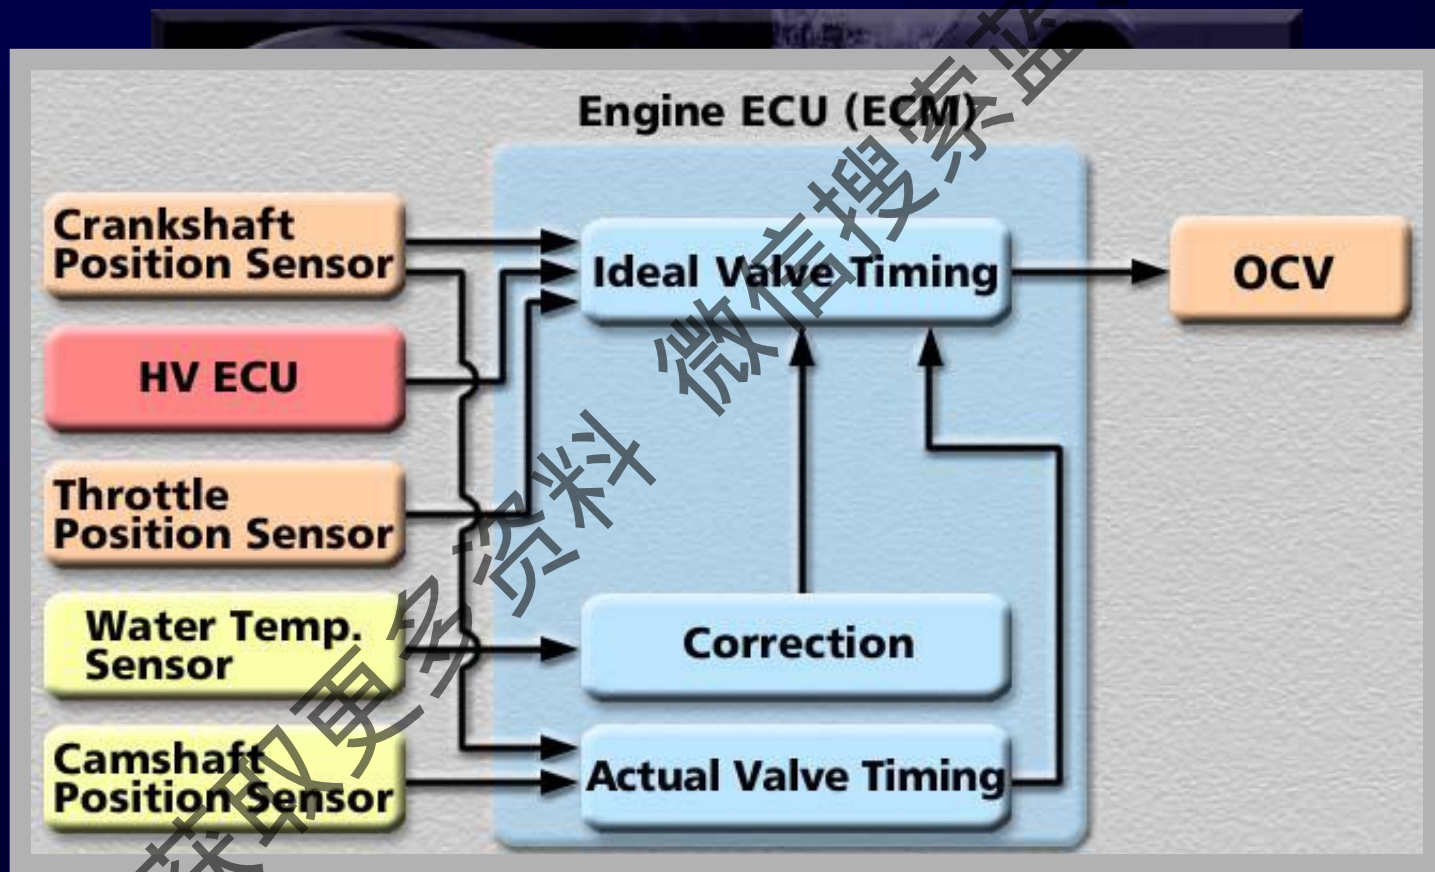 Engine ECU (ECM)
Crankshaft
Position Sensor
HV ECU
Throttle
Position Sensor
Water Temp.
Sensor
Camshaft
Position Sensor
Ideal Valve Timing
Correction
Actual Valve Timing
OCV
获取更多资料 微信搜索蓝